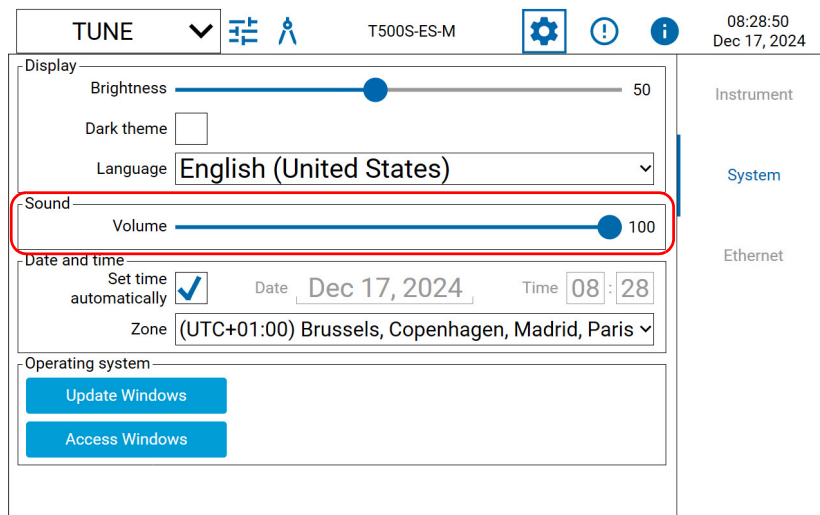 TUNE
T500S-ES-M
08:28:50
Dec 17, 2024
Display
Brightness
50
Dark theme
Language
English (United States)
Sound
Volume
100
Date and time
Set time
automatically
Date
Dec 17, 2024
Time
08 : 28
Zone
(UTC+01:00) Brussels, Copenhagen, Madrid, Paris
Operating system
Update Windows
Access Windows
Instrument
System
Ethernet